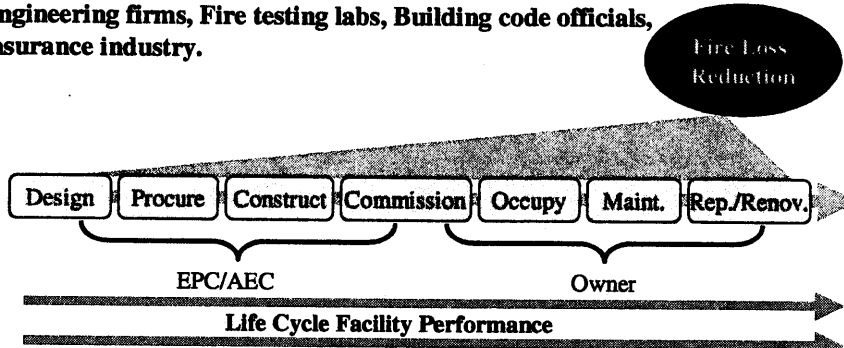 ngineering firms, Fire testing labs, Building code officials,
surance industry.
Fire Loss
Reduction
Design Procure Construct Commission Occupy Maint. Rep./Renov.
EPC/AEC Owner
Life Cycle Facility Performance